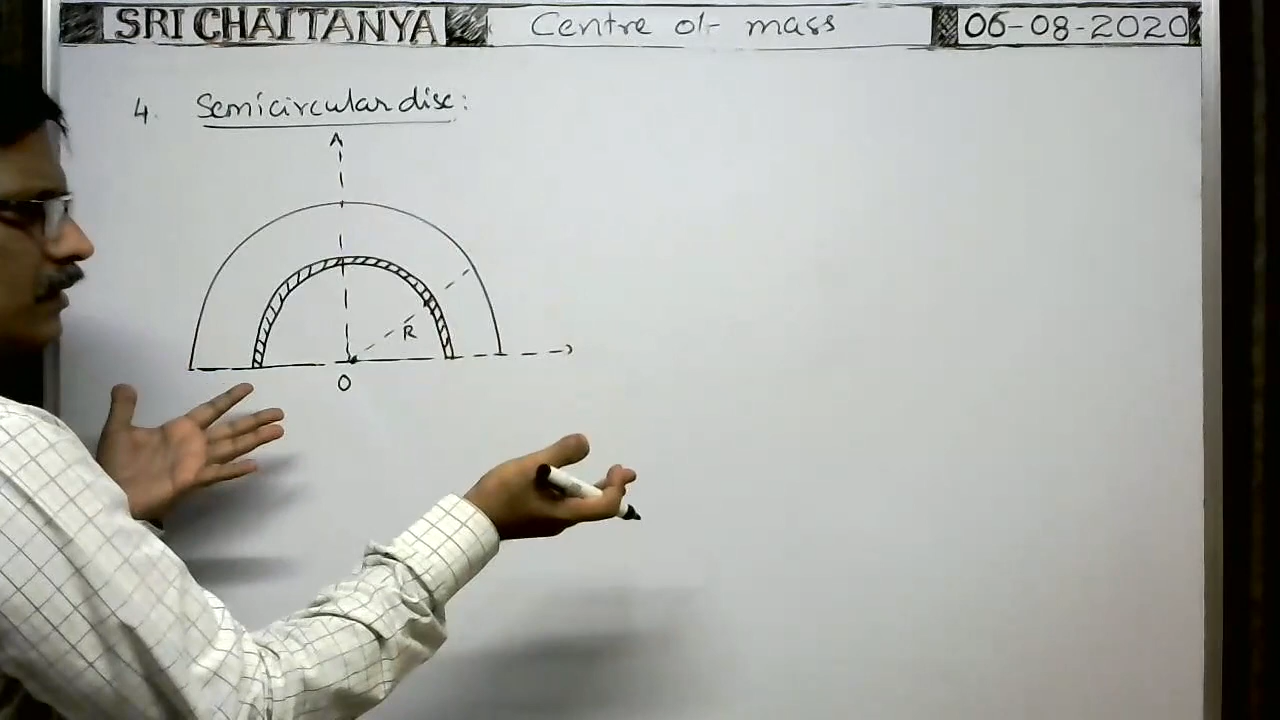 SRI CHAITANYA Centre of mass 06-08-2020
4. Semicircular disc:
R
O